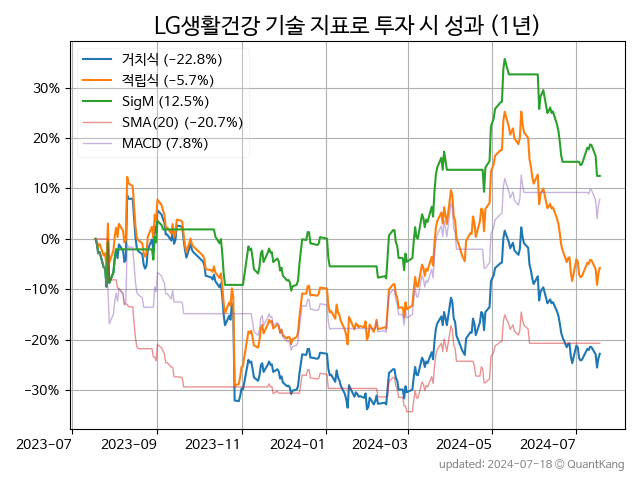 LG생활건강 기술 지표로 투자 시 성과 (1년)
거치식 (−22.8%)
적립식 (−5.7%)
SigM (12.5%)
SMA(20) (−20.7%)
MACD (7.8%)
30%
20%
10%
0%
−10%
−20%
−30%
2023-07 2023-09 2023-11 2024-01 2024-03 2024-05 2024-07
updated: 2024-07-18 © QuantKang